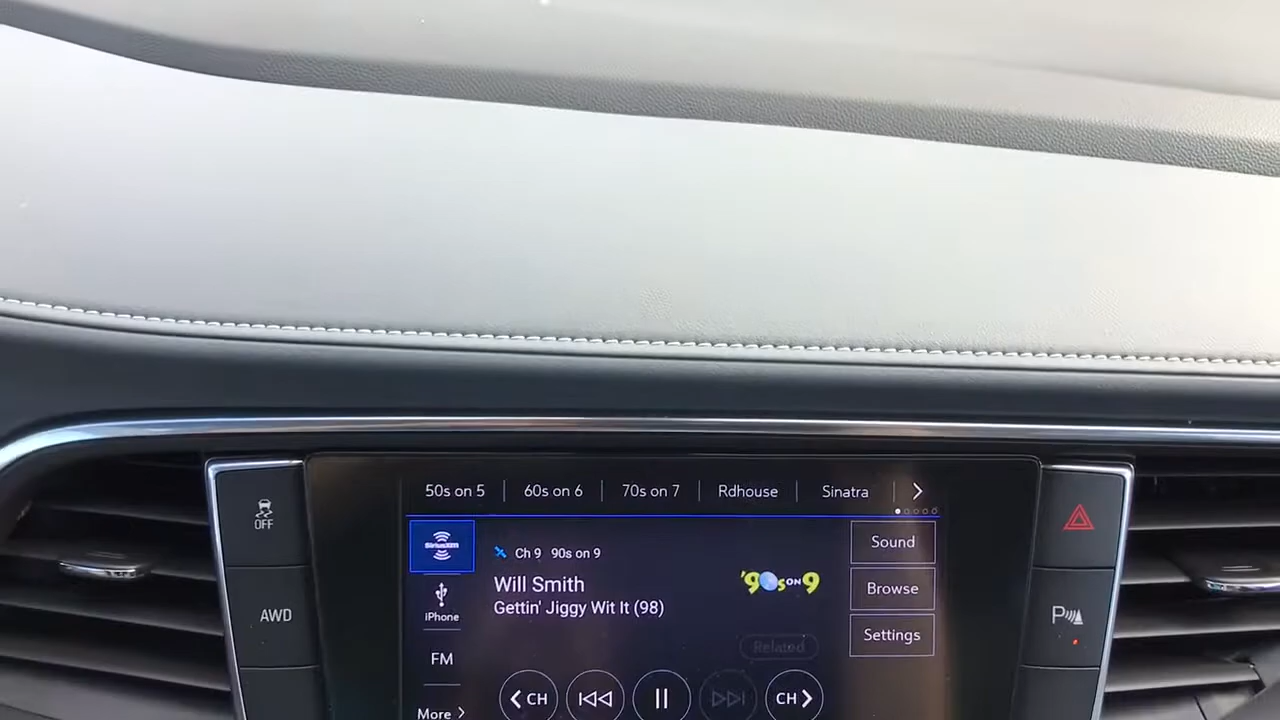 50s on 5
60s on 6
70s on 7
Rdhouse
Sinatra
OFF
SiriusXM
Ch 9 90s on 9
Sound
Will Smith
'90s ON 9
Gettin' Jiggy Wit It (98)
Browse
iPhone
AWD
P
Settings
Related
FM
CH
CH
More